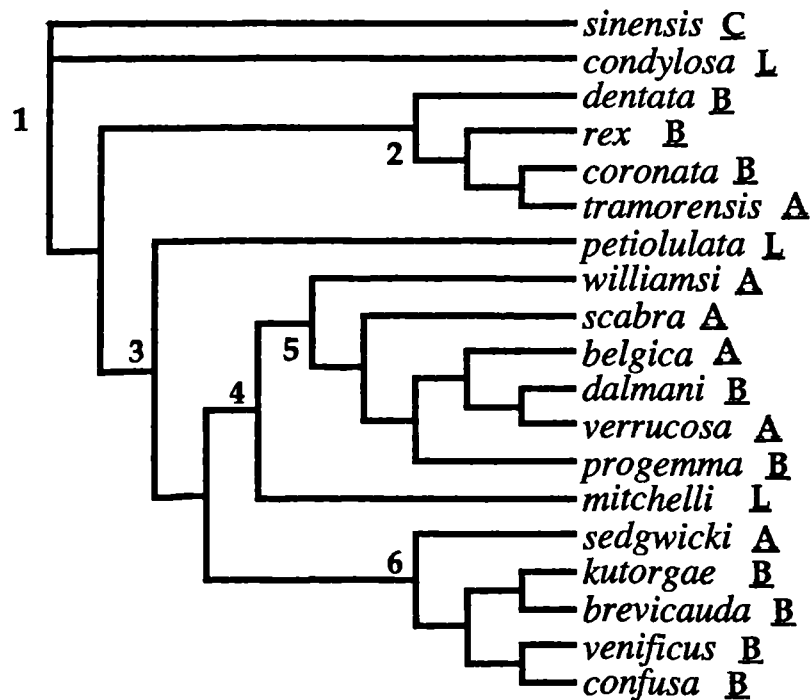 sinensis C
condylosa L
1
dentata B
rex B
2
coronata B
tramorensis A
petiolulata L
williamsi A
scabra A
3
5
belgica A
4
dalmani B
verrucosa A
progemma B
mitchelli L
sedgwicki A
6
kutorgae B
brevicauda B
venificus B
confusa B